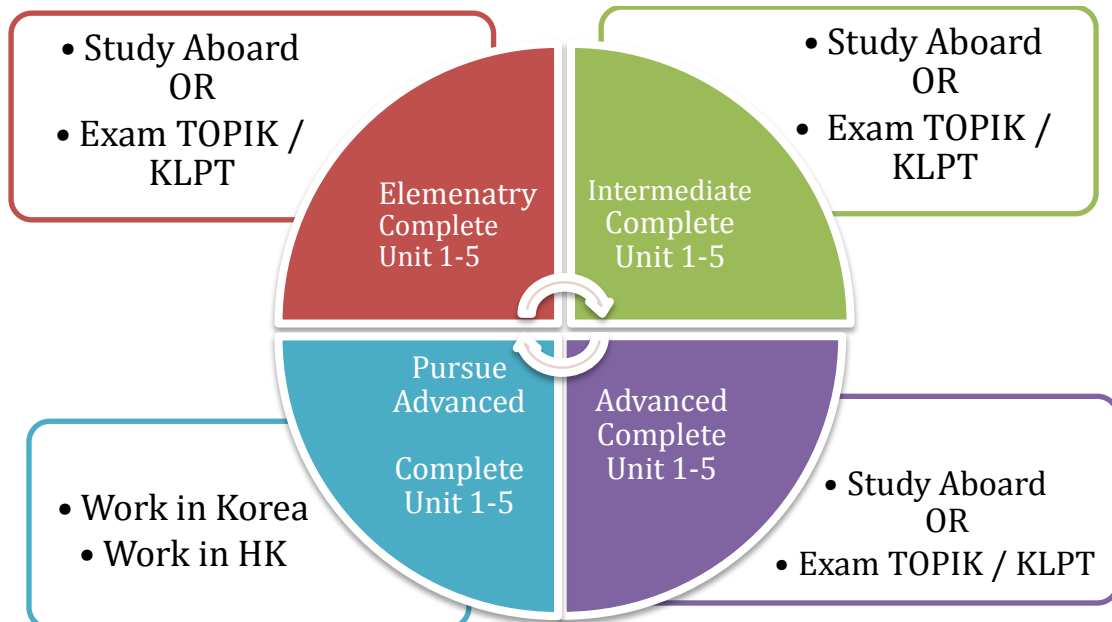 • Study Aboard
OR
• Exam TOPIK /
KLPT
Elemenatry
Complete
Unit 1-5
• Study Aboard
OR
• Exam TOPIK /
KLPT
Intermediate
Complete
Unit 1-5
Pursue
Advanced
Complete
Unit 1-5
• Work in Korea
• Work in HK
Advanced
Complete
Unit 1-5
• Study Aboard
OR
• Exam TOPIK / KLPT